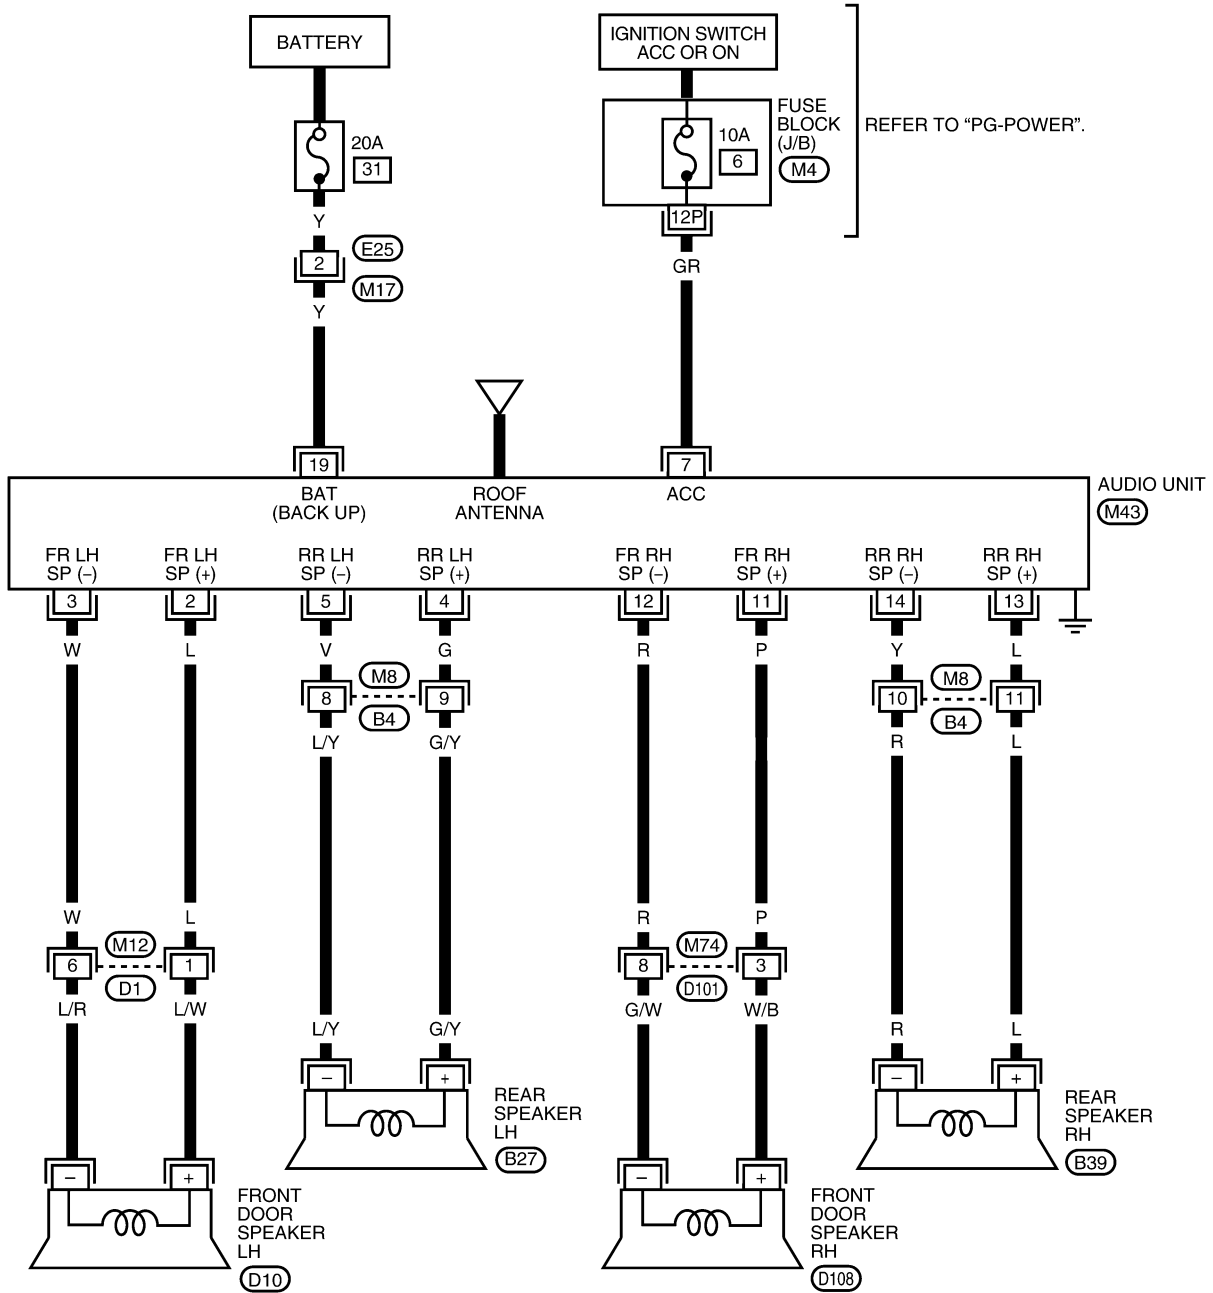 BATTERY
IGNITION SWITCH
ACC OR ON
20A
31
10A
6
FUSE
BLOCK
(J/B)
M4
REFER TO “PG-POWER”.
12P
Y
E25
2
M17
Y
GR
19
7
BAT
(BACK UP)
ROOF
ANTENNA
ACC
AUDIO UNIT
M43
FR LH
SP (–)
FR LH
SP (+)
RR LH
SP (–)
RR LH
SP (+)
FR RH
SP (–)
FR RH
SP (+)
RR RH
SP (–)
RR RH
SP (+)
3 2 5 4 12 11 14 13
W L V G R P Y L
M8
8 9
B4
M8
10 11
B4
L/Y G/Y R L
W L R P
M12
6 1
D1
M74
8 3
D101
L/R L/W G/W W/B
L/Y G/Y R L
– +
– +
REAR
SPEAKER
LH
B27
REAR
SPEAKER
RH
B39
– +
– +
FRONT
DOOR
SPEAKER
LH
D10
FRONT
DOOR
SPEAKER
RH
D108